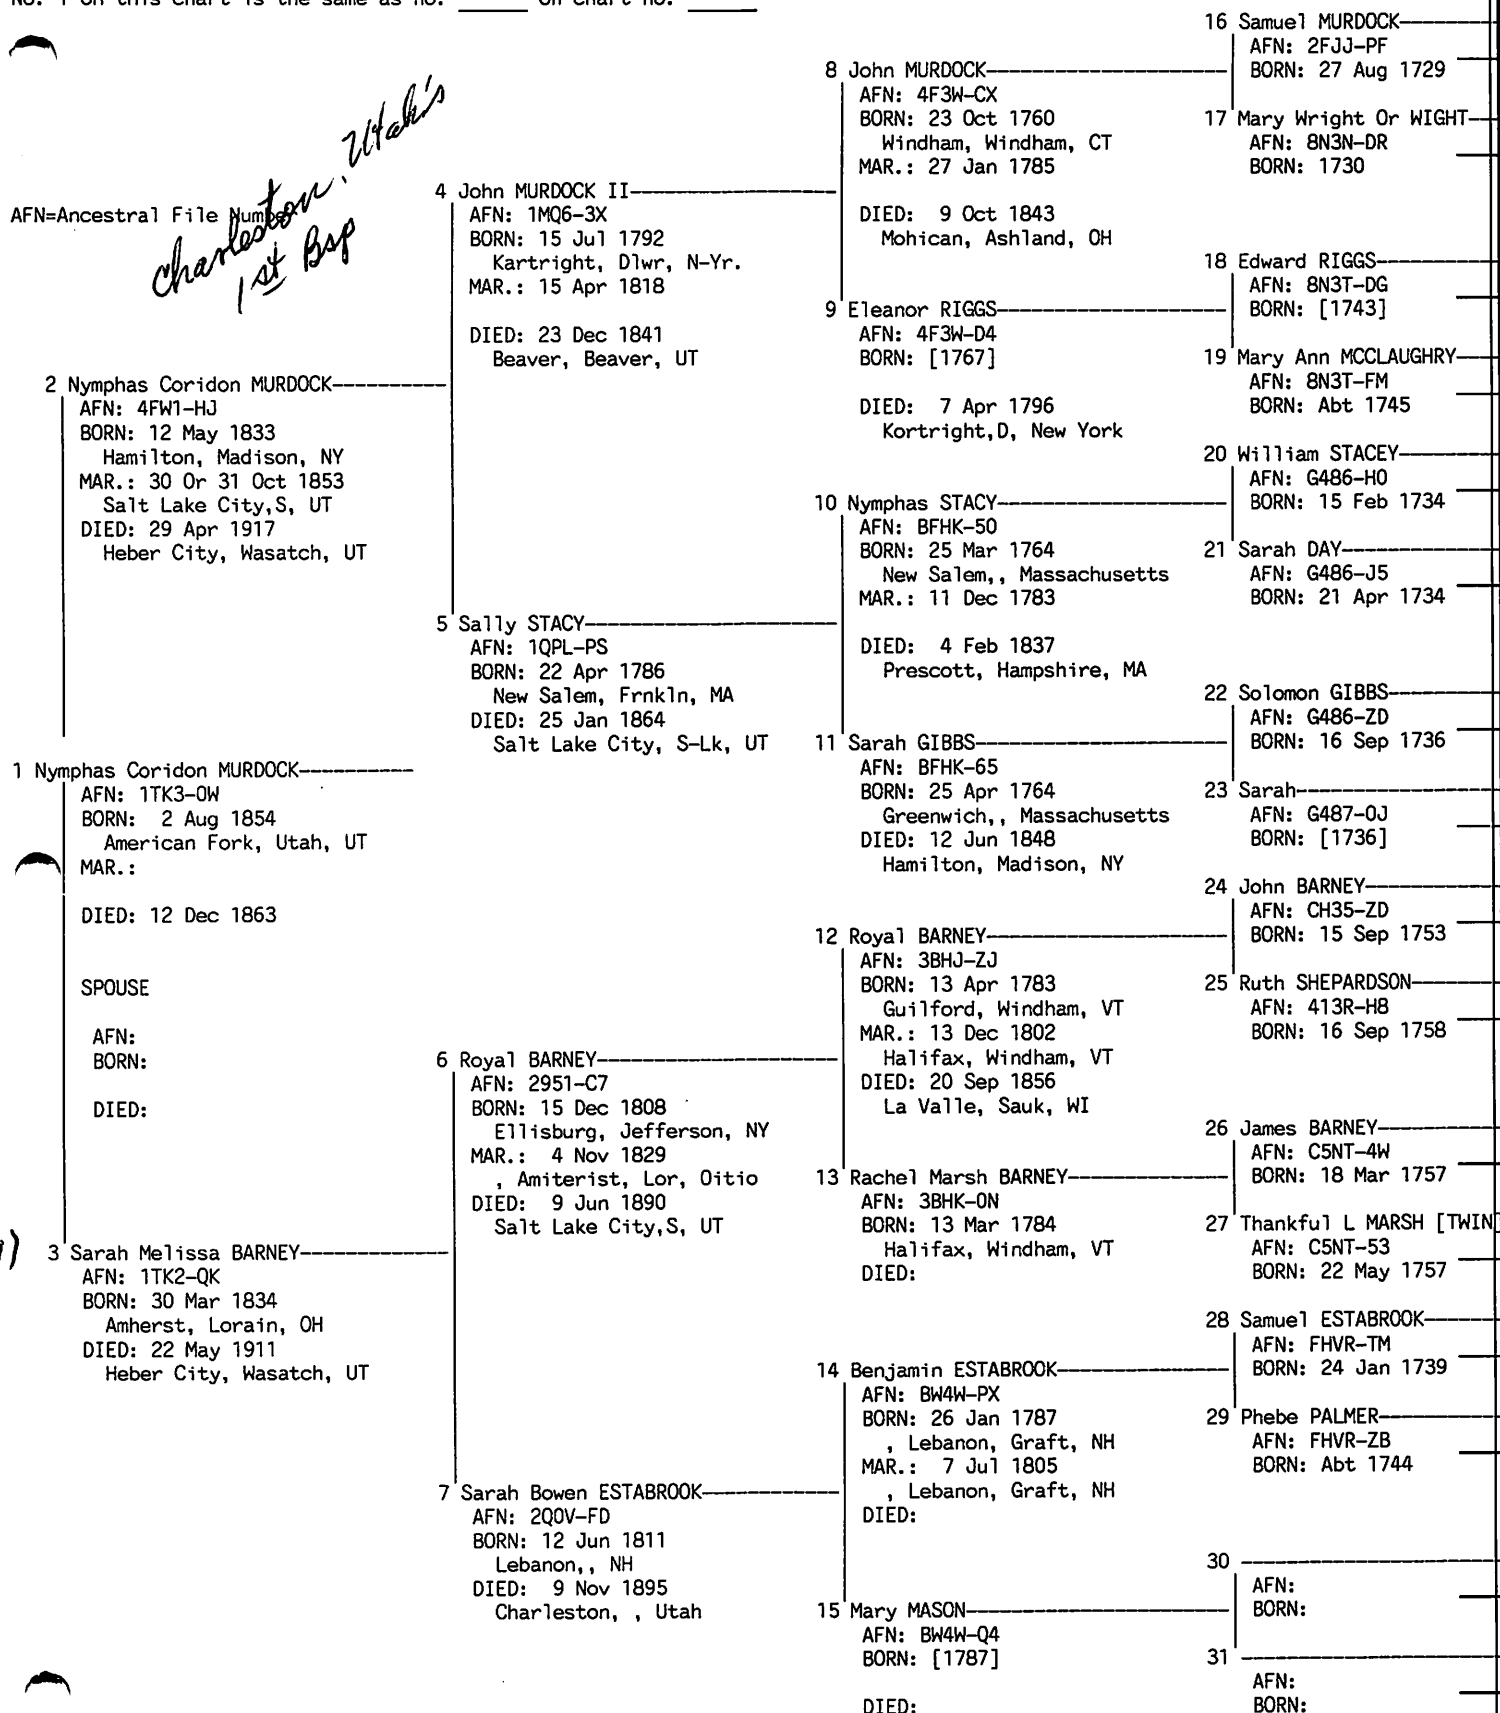 No. 1 on this chart is the same as no. ______ on chart no. ______
Charleston, Utah's
1st Bsp
AFN=Ancestral File Number
1 Nymphas Coridon MURDOCK
AFN: 1TK3-0W
BORN: 2 Aug 1854
American Fork, Utah, UT
MAR.:
DIED: 12 Dec 1863
SPOUSE
AFN:
BORN:
DIED:
2 Nymphas Coridon MURDOCK
AFN: 4FW1-HJ
BORN: 12 May 1833
Hamilton, Madison, NY
MAR.: 30 Or 31 Oct 1853
Salt Lake City,S, UT
DIED: 29 Apr 1917
Heber City, Wasatch, UT
3 Sarah Melissa BARNEY
AFN: 1TK2-QK
BORN: 30 Mar 1834
Amherst, Lorain, OH
DIED: 22 May 1911
Heber City, Wasatch, UT
4 John MURDOCK II
AFN: 1MQ6-3X
BORN: 15 Jul 1792
Kartright, Dlwr, N-Yr.
MAR.: 15 Apr 1818
DIED: 23 Dec 1841
Beaver, Beaver, UT
5 Sally STACY
AFN: 1QPL-PS
BORN: 22 Apr 1786
New Salem, Frnkln, MA
DIED: 25 Jan 1864
Salt Lake City, S-Lk, UT
6 Royal BARNEY
AFN: 2951-C7
BORN: 15 Dec 1808
Ellisburg, Jefferson, NY
MAR.: 4 Nov 1829
, Amiterist, Lor, Oitio
DIED: 9 Jun 1890
Salt Lake City,S, UT
7 Sarah Bowen ESTABROOK
AFN: 2Q0V-FD
BORN: 12 Jun 1811
Lebanon,, NH
DIED: 9 Nov 1895
Charleston, , Utah
8 John MURDOCK
AFN: 4F3W-CX
BORN: 23 Oct 1760
Windham, Windham, CT
MAR.: 27 Jan 1785
DIED: 9 Oct 1843
Mohican, Ashland, OH
9 Eleanor RIGGS
AFN: 4F3W-D4
BORN: [1767]
DIED: 7 Apr 1796
Kortright,D, New York
10 Nymphas STACY
AFN: BFHK-50
BORN: 25 Mar 1764
New Salem,, Massachusetts
MAR.: 11 Dec 1783
DIED: 4 Feb 1837
Prescott, Hampshire, MA
11 Sarah GIBBS
AFN: BFHK-65
BORN: 25 Apr 1764
Greenwich,, Massachusetts
DIED: 12 Jun 1848
Hamilton, Madison, NY
12 Royal BARNEY
AFN: 3BHJ-ZJ
BORN: 13 Apr 1783
Guilford, Windham, VT
MAR.: 13 Dec 1802
Halifax, Windham, VT
DIED: 20 Sep 1856
La Valle, Sauk, WI
13 Rachel Marsh BARNEY
AFN: 3BHK-0N
BORN: 13 Mar 1784
Halifax, Windham, VT
DIED:
14 Benjamin ESTABROOK
AFN: BW4W-PX
BORN: 26 Jan 1787
, Lebanon, Graft, NH
MAR.: 7 Jul 1805
, Lebanon, Graft, NH
DIED:
15 Mary MASON
AFN: BW4W-Q4
BORN: [1787]
DIED:
16 Samuel MURDOCK
AFN: 2FJJ-PF
BORN: 27 Aug 1729
17 Mary Wright Or WIGHT
AFN: 8N3N-DR
BORN: 1730
18 Edward RIGGS
AFN: 8N3T-DG
BORN: [1743]
19 Mary Ann MCCLAUGHRY
AFN: 8N3T-FM
BORN: Abt 1745
20 William STACEY
AFN: G486-H0
BORN: 15 Feb 1734
21 Sarah DAY
AFN: G486-J5
BORN: 21 Apr 1734
22 Solomon GIBBS
AFN: G486-ZD
BORN: 16 Sep 1736
23 Sarah
AFN: G487-0J
BORN: [1736]
24 John BARNEY
AFN: CH35-ZD
BORN: 15 Sep 1753
25 Ruth SHEPARDSON
AFN: 413R-H8
BORN: 16 Sep 1758
26 James BARNEY
AFN: C5NT-4W
BORN: 18 Mar 1757
27 Thankful L MARSH [TWIN]
AFN: C5NT-53
BORN: 22 May 1757
28 Samuel ESTABROOK
AFN: FHVR-TM
BORN: 24 Jan 1739
29 Phebe PALMER
AFN: FHVR-ZB
BORN: Abt 1744
30
AFN:
BORN:
31
AFN:
BORN: